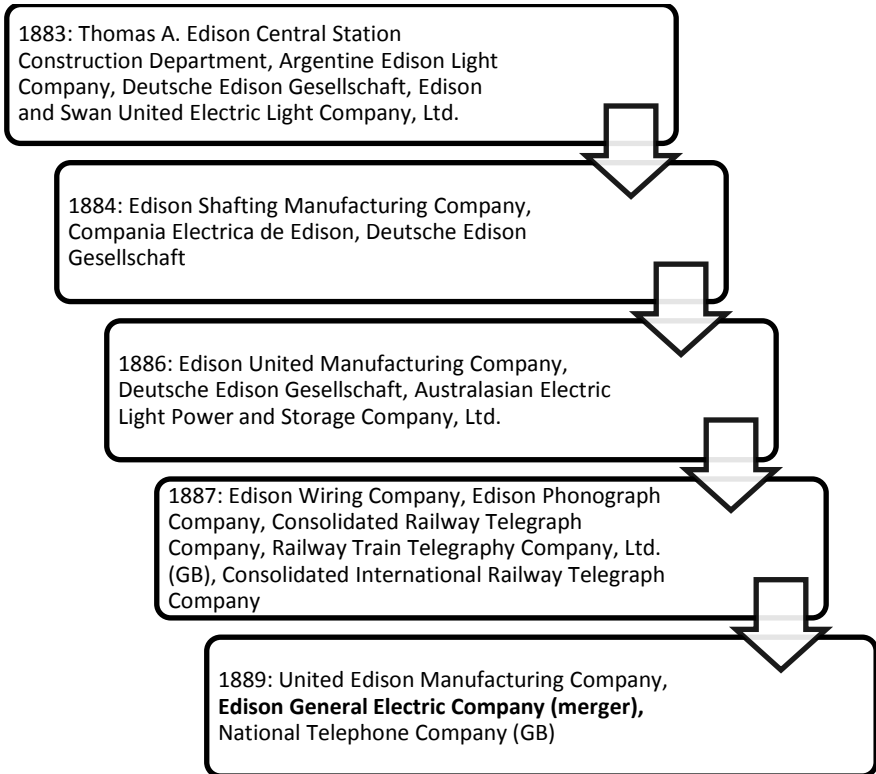 1883: Thomas A. Edison Central Station
Construction Department, Argentine Edison Light
Company, Deutsche Edison Gesellschaft, Edison
and Swan United Electric Light Company, Ltd.
1884: Edison Shafting Manufacturing Company,
Compania Electrica de Edison, Deutsche Edison
Gesellschaft
1886: Edison United Manufacturing Company,
Deutsche Edison Gesellschaft, Australasian Electric
Light Power and Storage Company, Ltd.
1887: Edison Wiring Company, Edison Phonograph
Company, Consolidated Railway Telegraph
Company, Railway Train Telegraphy Company, Ltd.
(GB), Consolidated International Railway Telegraph
Company
1889: United Edison Manufacturing Company,
Edison General Electric Company (merger),
National Telephone Company (GB)